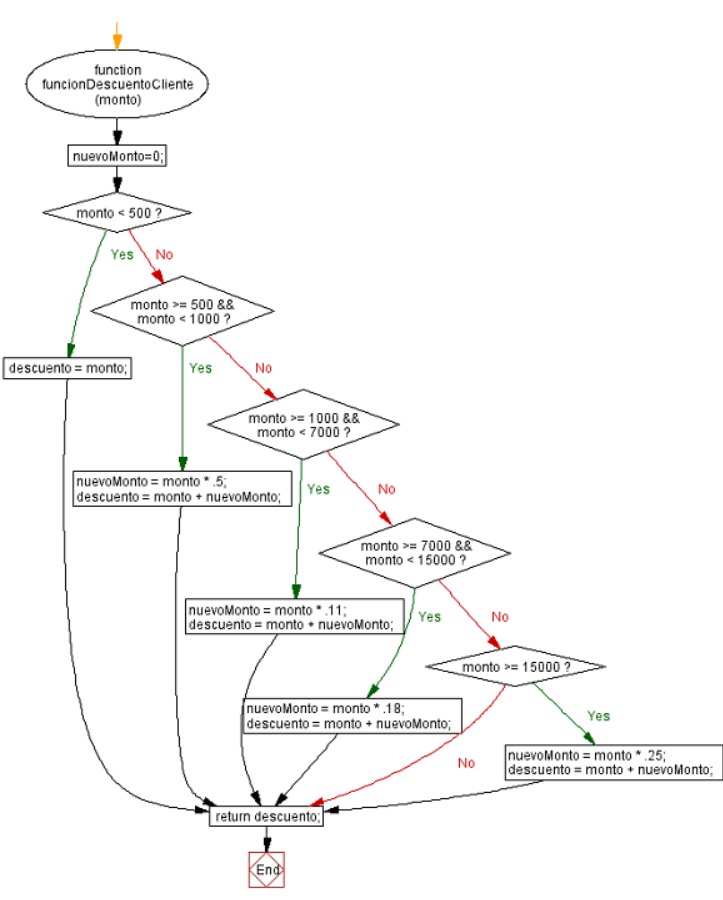 function
funcionDescuentoCliente
(monto)
nuevoMonto=0;
monto < 500 ?
Yes
No
monto >= 500 &&
monto < 1000 ?
descuento = monto;
Yes
No
monto >= 1000 &&
monto < 7000 ?
nuevoMonto = monto * .5;
descuento = monto + nuevoMonto;
Yes
No
monto >= 7000 &&
monto < 15000 ?
nuevoMonto = monto * .11;
descuento = monto + nuevoMonto;
Yes
No
monto >= 15000 ?
nuevoMonto = monto * .18;
descuento = monto + nuevoMonto;
Yes
No
nuevoMonto = monto * .25;
descuento = monto + nuevoMonto;
return descuento;
End